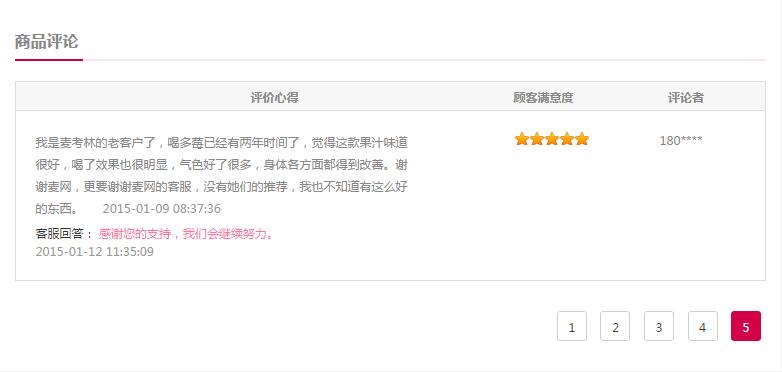 商品评论
评价心得 顾客满意度 评论者
我是麦考林的老客户了，喝多莓已经有两年时间了，觉得这款果汁味道 180****
很好，喝了效果也很明显，气色好了很多，身体各方面都得到改善。谢
谢麦网，更要谢谢麦网的客服，没有她们的推荐，我也不知道有这么好
的东西。 2015-01-09 08:37:36
客服回答： 感谢您的支持，我们会继续努力。
2015-01-12 11:35:09
1 2 3 4 5